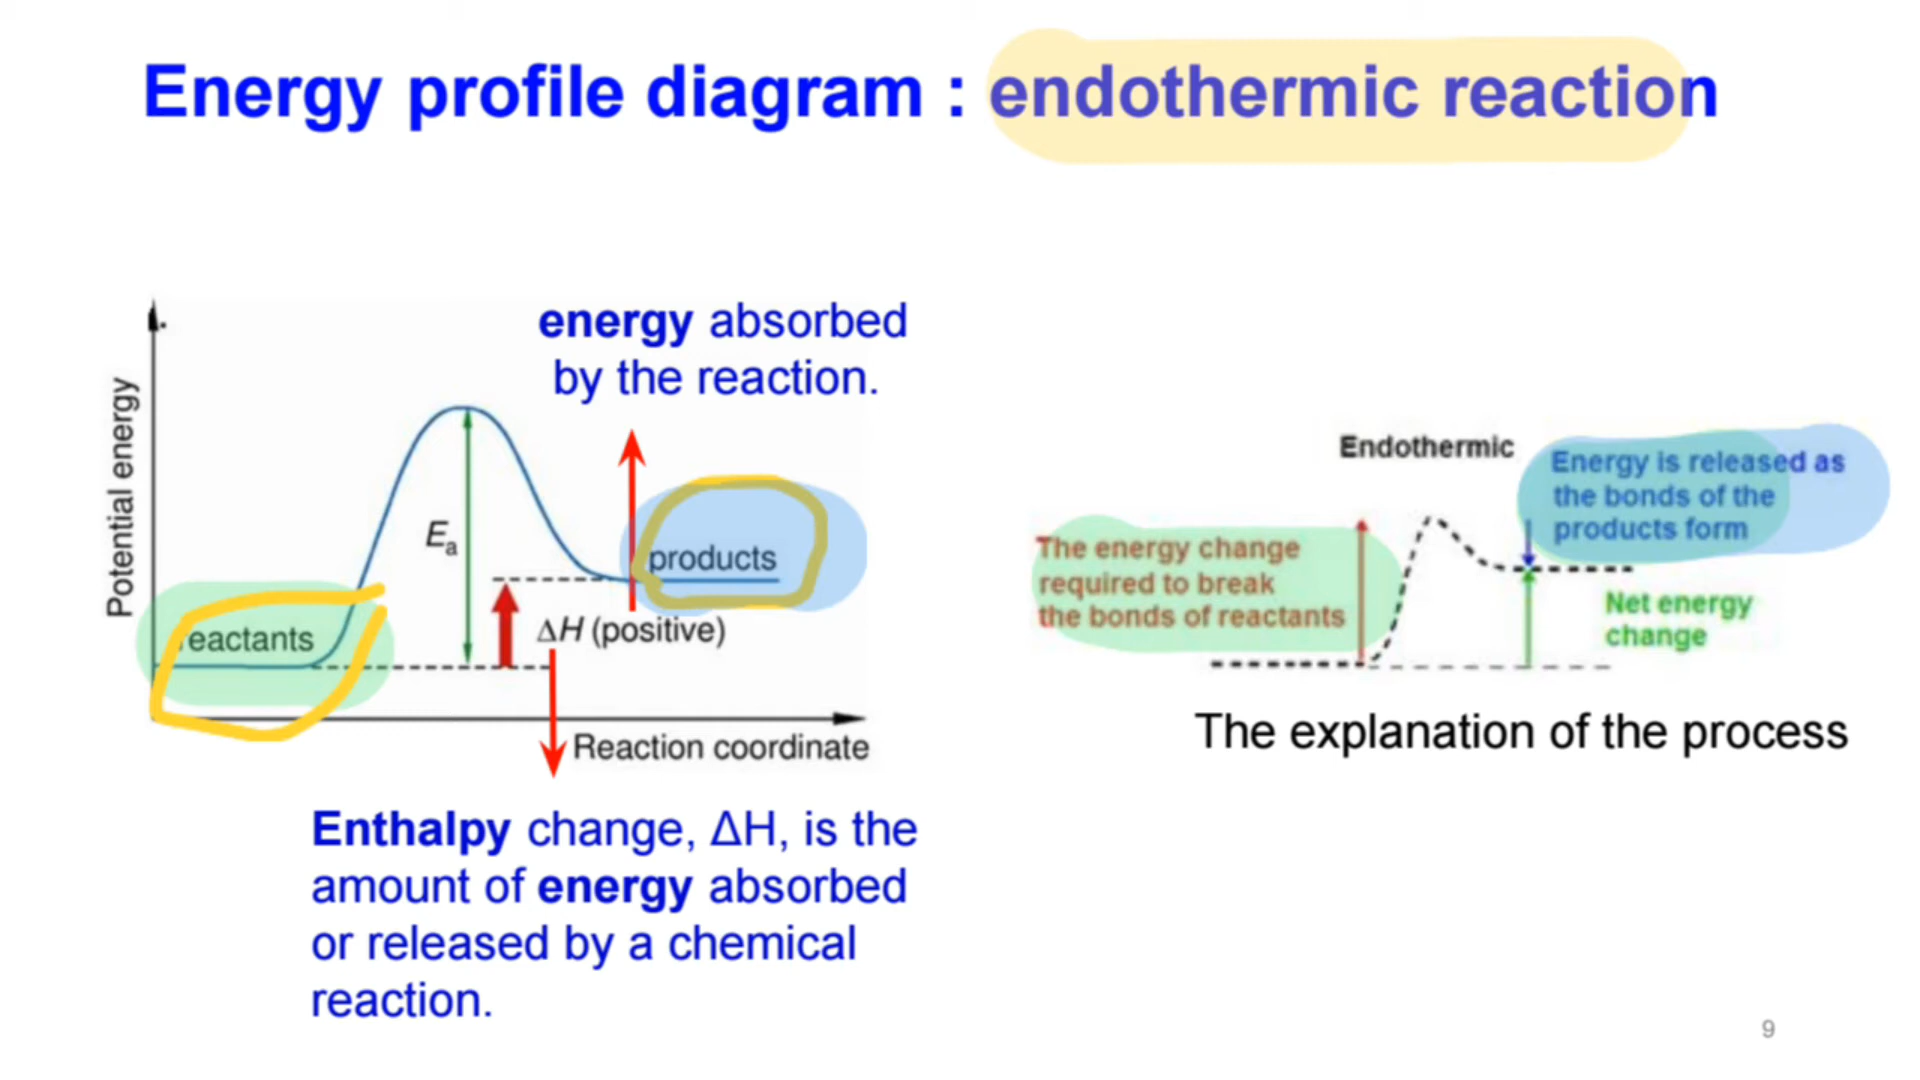 Energy profile diagram : endothermic reaction
energy absorbed
by the reaction.
Potential energy
Ea
products
reactants
ΔH (positive)
Reaction coordinate
Enthalpy change, ΔH, is the
amount of energy absorbed
or released by a chemical
reaction.
Endothermic
Energy is released as
the bonds of the
products form
The energy change
required to break
the bonds of reactants
Net energy
change
The explanation of the process
9